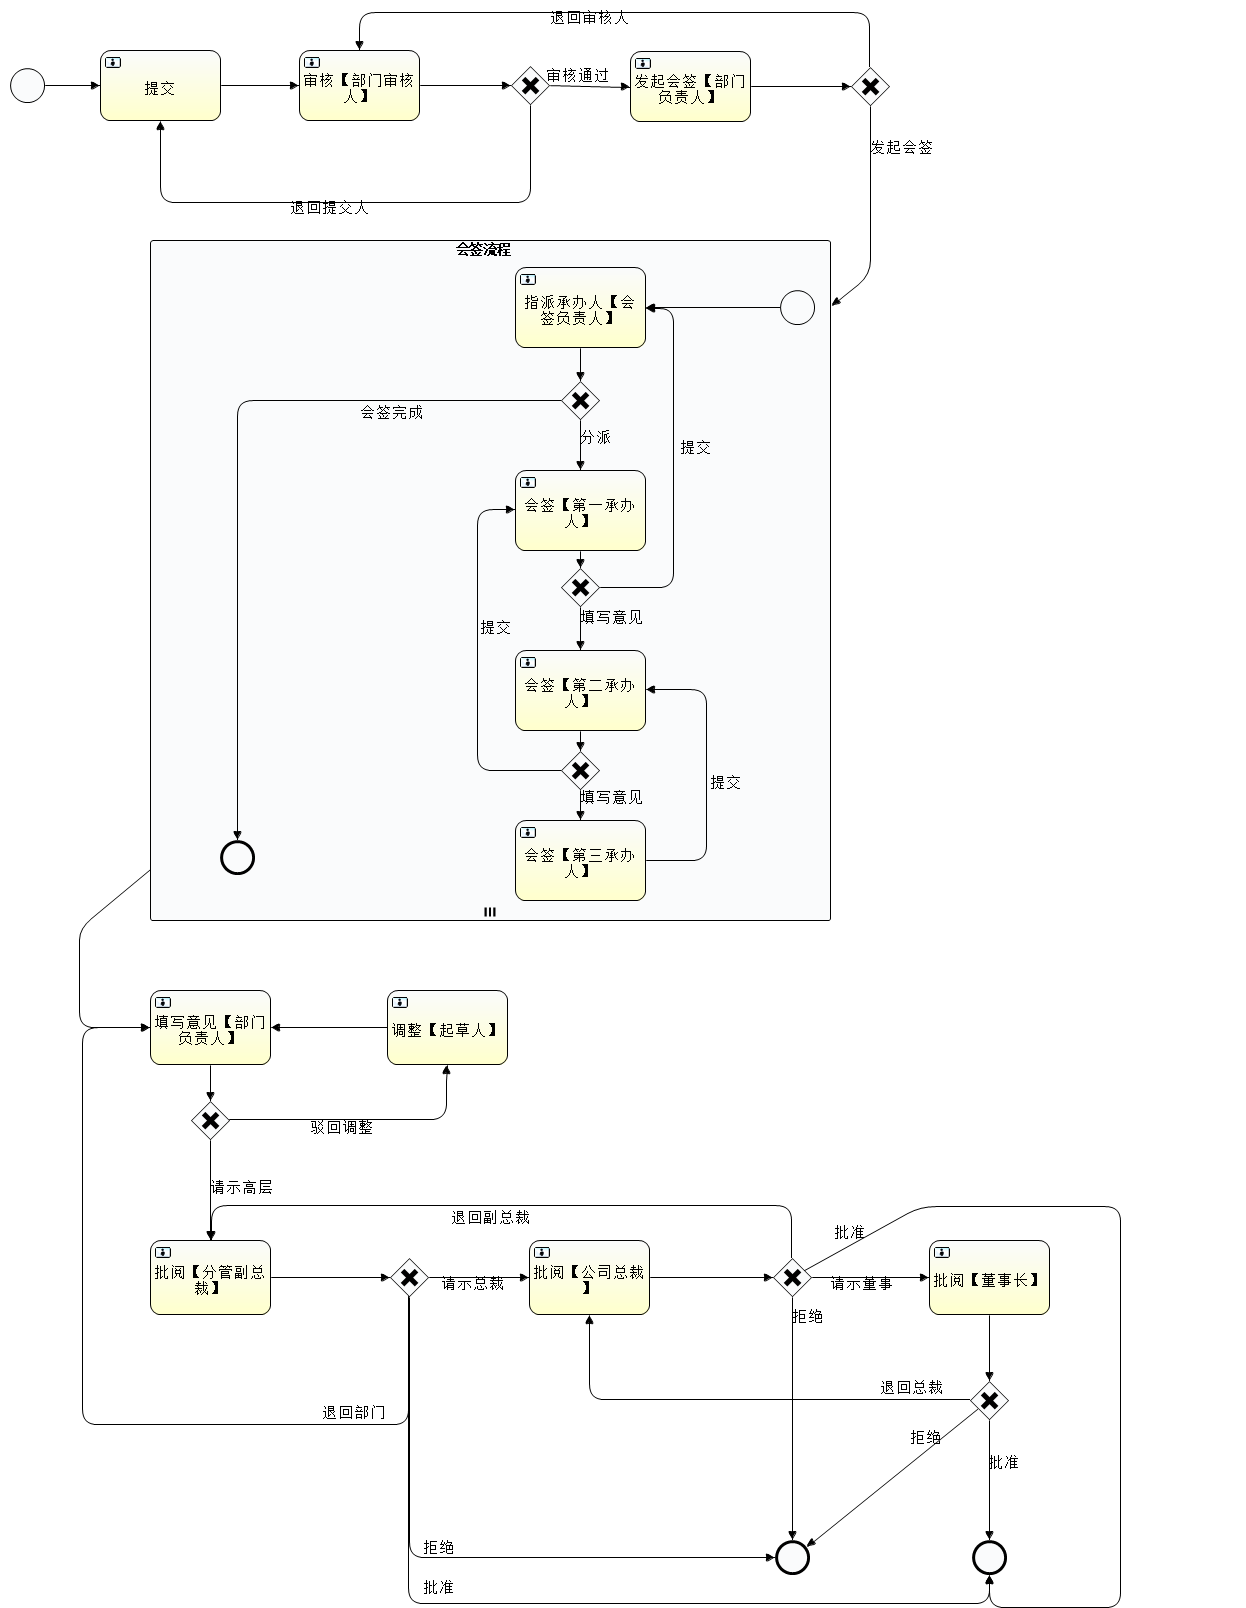 退回审核人
提交
审核【部门审核
人】
审核通过
发起会签【部门
负责人】
发起会签
退回提交人
会签流程
指派承办人【会
签负责人】
会签完成
分派
提交
会签【第一承办
人】
填写意见
提交
会签【第二承办
人】
填写意见
提交
会签【第三承办
人】
填写意见【部门
负责人】
调整【起草人】
驳回调整
请示高层
退回副总裁
批准
批阅【分管副总
裁】
请示总裁
批阅【公司总裁
】
请示董事
批阅【董事长】
拒绝
退回总裁
退回部门
拒绝
批准
拒绝
批准